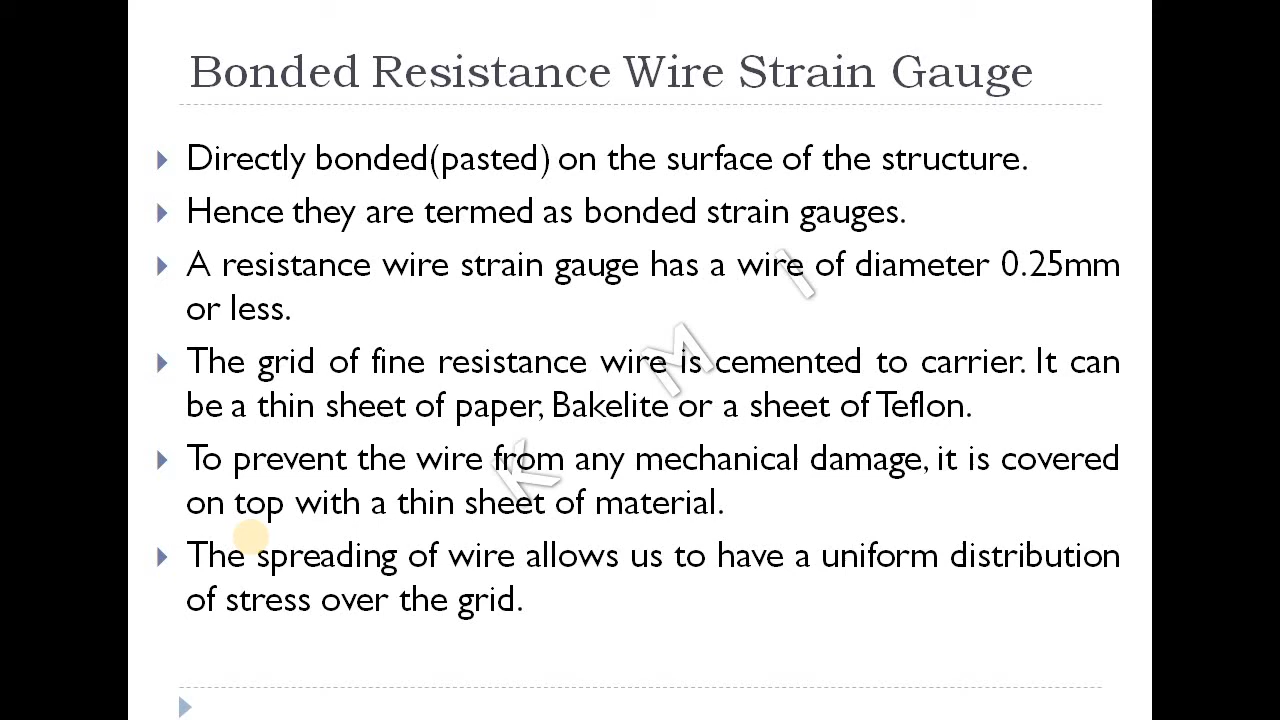 Bonded Resistance Wire Strain Gauge
Directly bonded(pasted) on the surface of the structure.
Hence they are termed as bonded strain gauges.
A resistance wire strain gauge has a wire of diameter 0.25mm
or less.
The grid of fine resistance wire is cemented to carrier. It can
be a thin sheet of paper, Bakelite or a sheet of Teflon.
To prevent the wire from any mechanical damage, it is covered
on top with a thin sheet of material.
The spreading of wire allows us to have a uniform distribution
of stress over the grid.
K M I